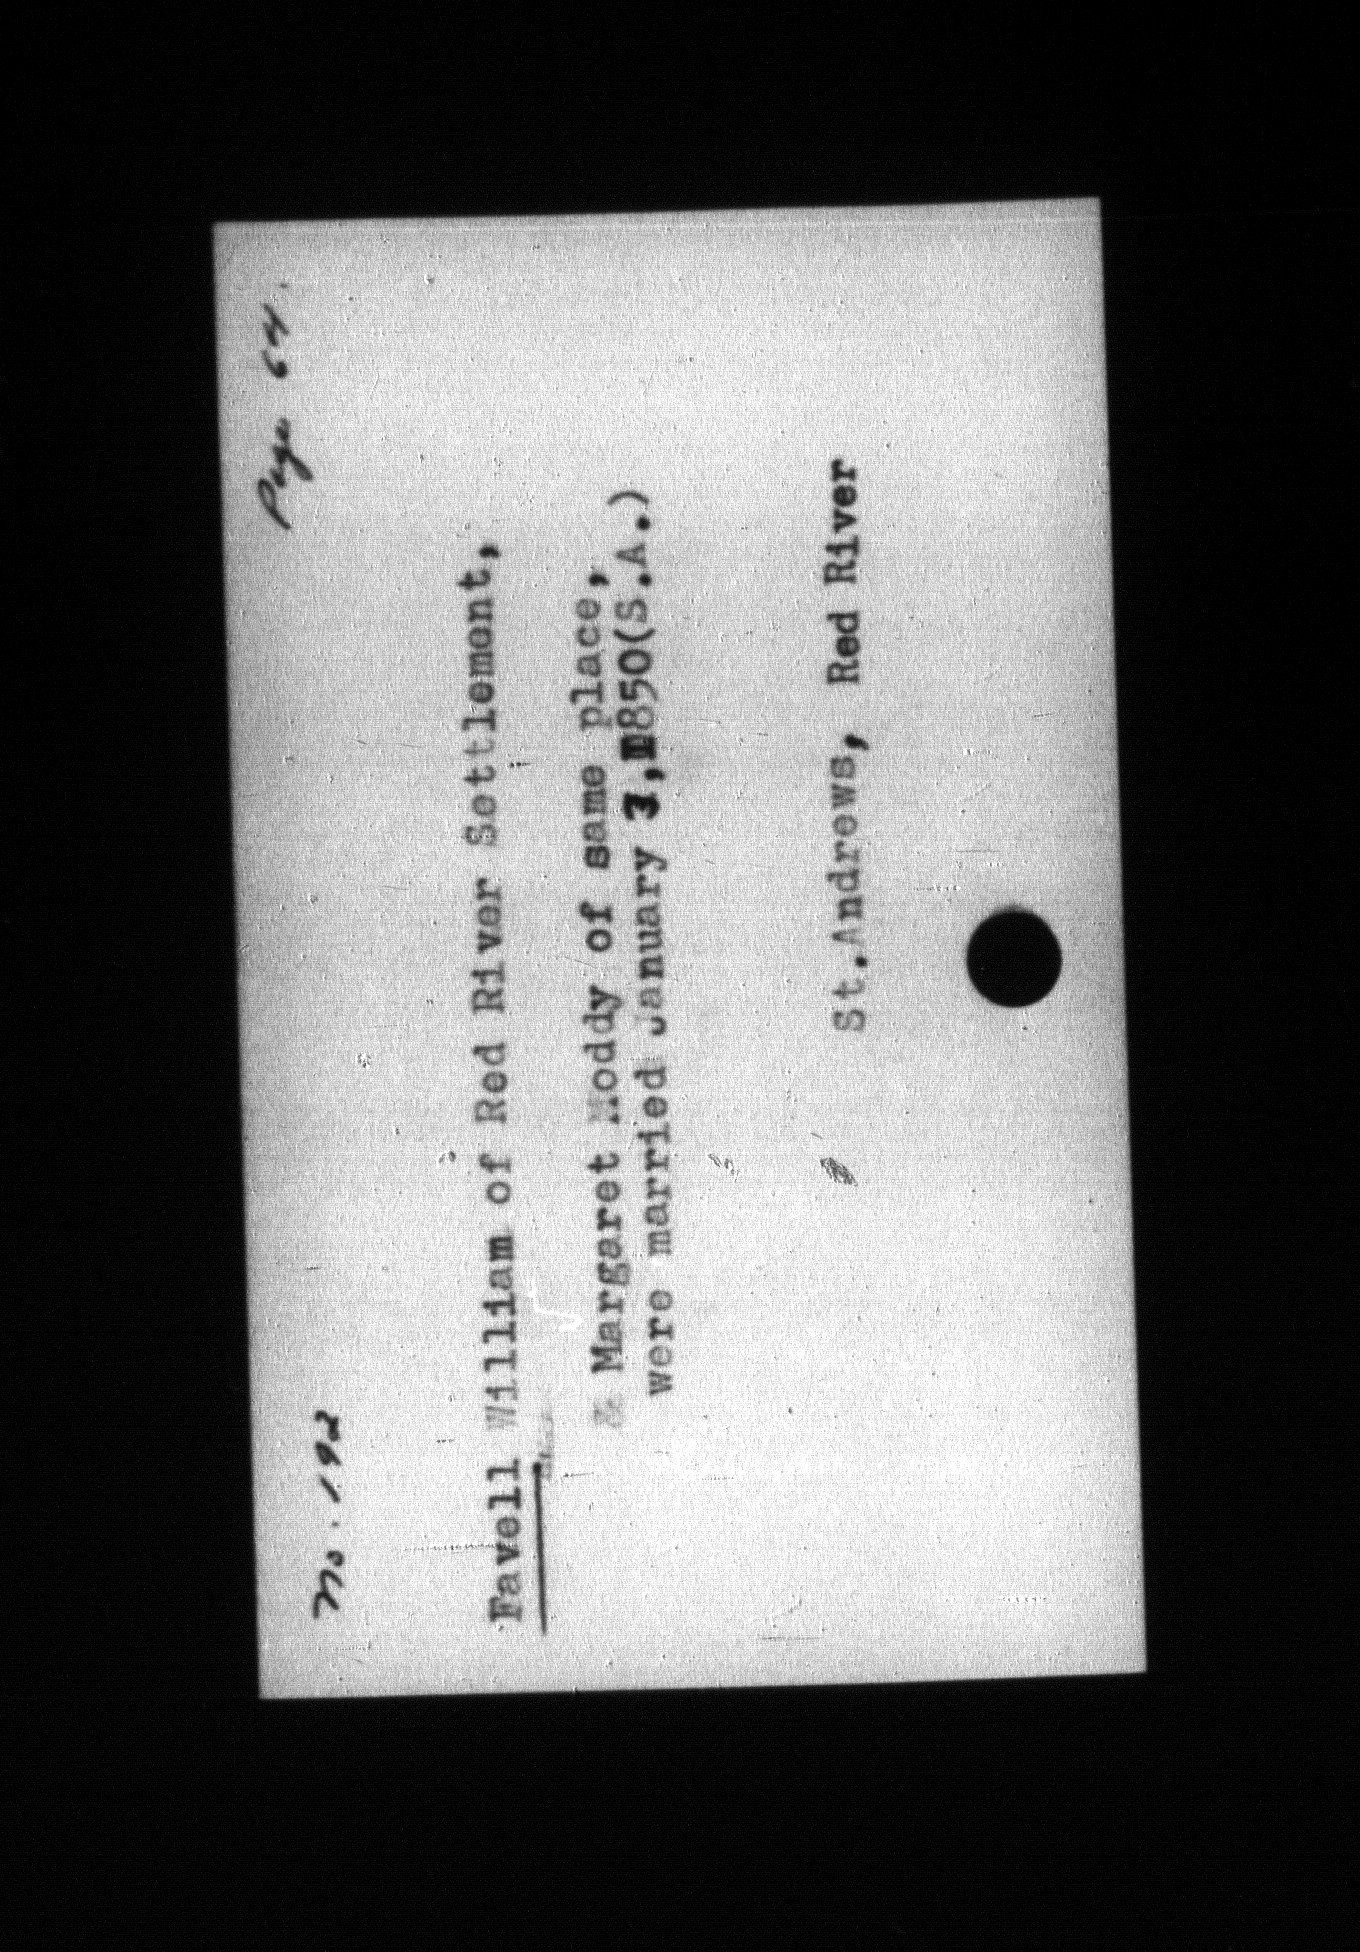 No. 192
Page 64.
Favell William of Red River Settlement,
& Margaret Moddy of same place,
were married January 3, 1850(S.A.)
St.Andrews, Red River